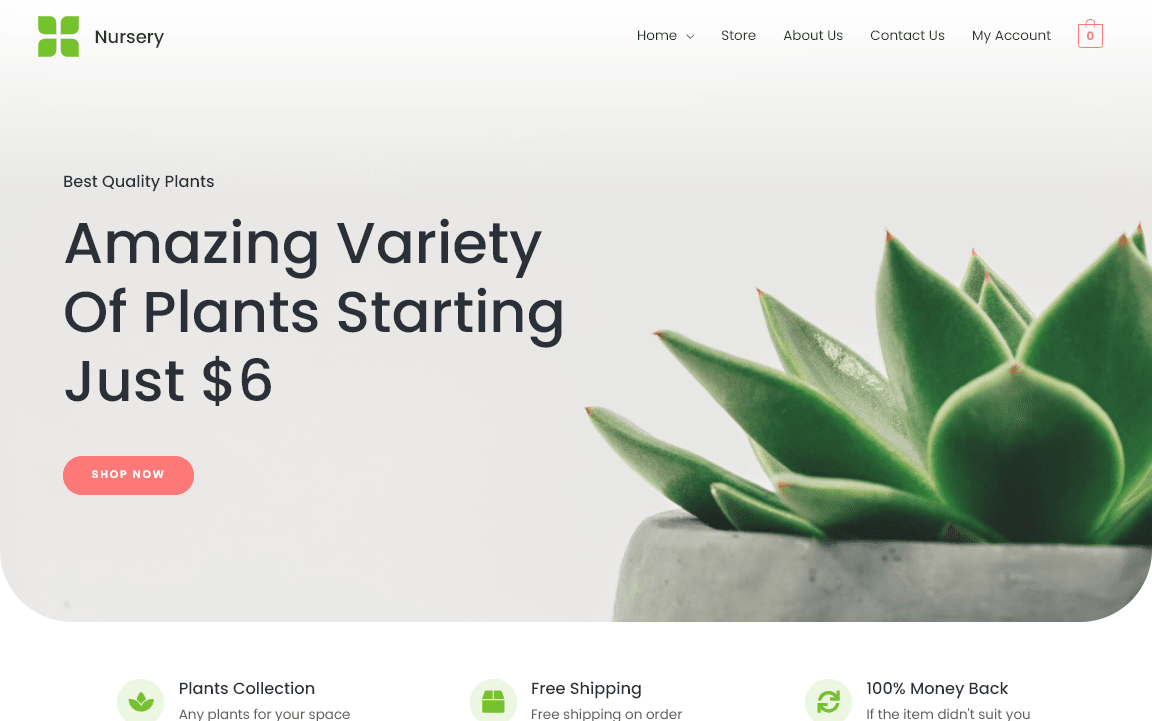 Nursery
Home Store About Us Contact Us My Account 0
Best Quality Plants
Amazing Variety
Of Plants Starting
Just $6
SHOP NOW
Plants Collection
Any plants for your space
Free Shipping
Free shipping on order
100% Money Back
If the item didn't suit you